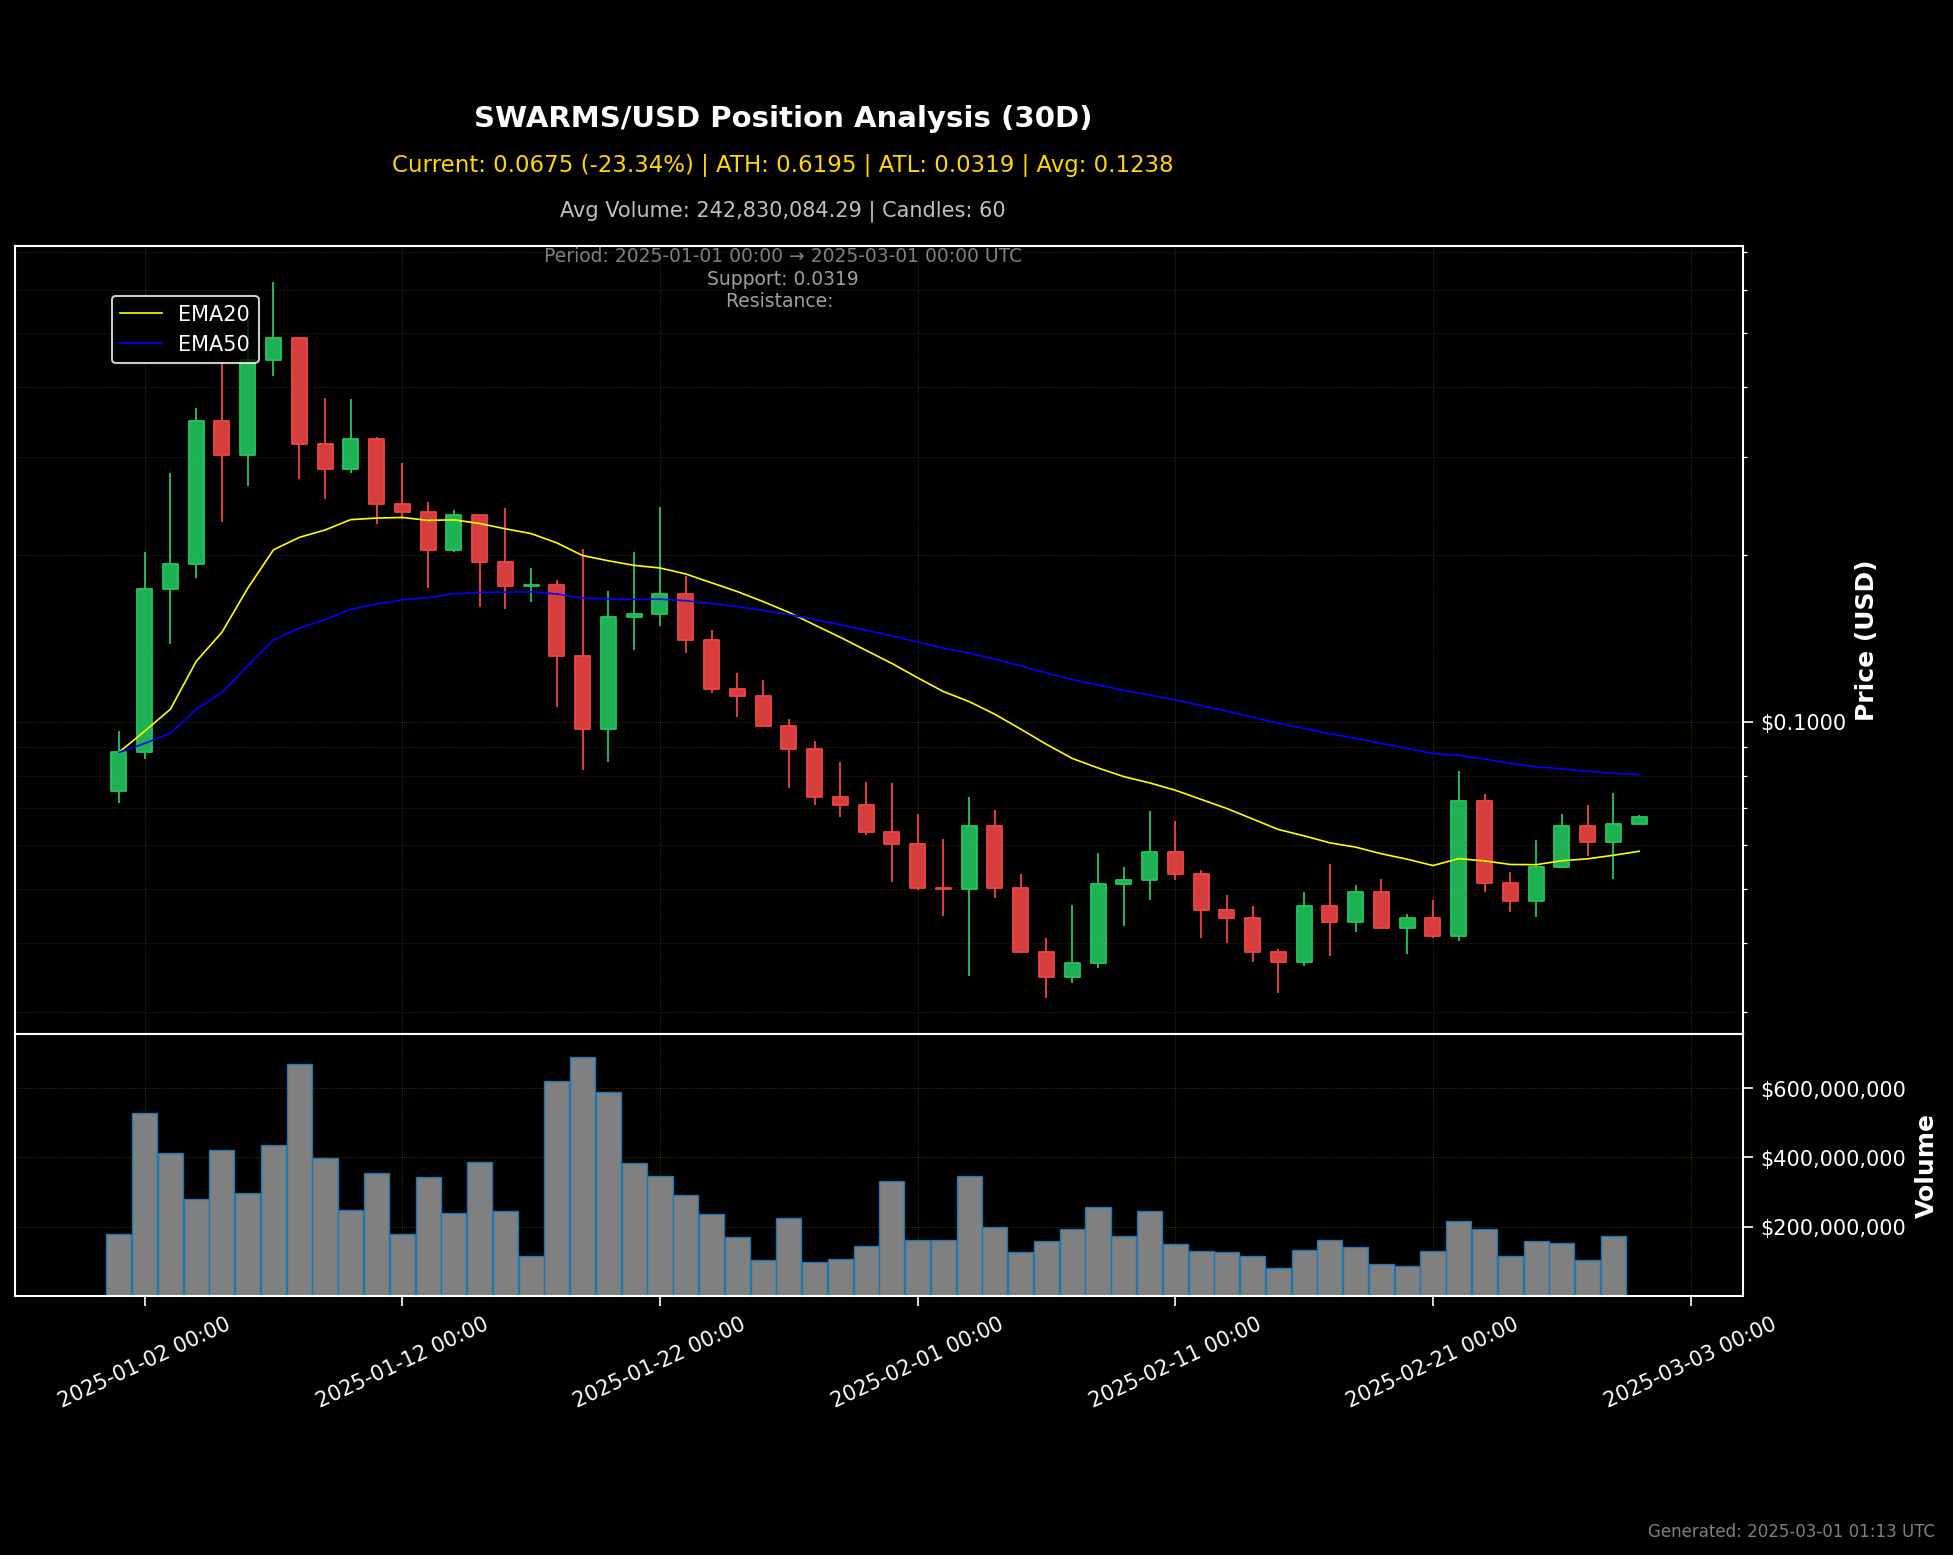 SWARMS/USD Position Analysis (30D)
Current: 0.0675 (-23.34%) | ATH: 0.6195 | ATL: 0.0319 | Avg: 0.1238
Avg Volume: 242,830,084.29 | Candles: 60
Period: 2025-01-01 00:00 → 2025-03-01 00:00 UTC
Support: 0.0319
Resistance:
EMA20
EMA50
Price (USD)
$0.1000
$600,000,000
$400,000,000
$200,000,000
Volume
2025-01-02 00:00
2025-01-12 00:00
2025-01-22 00:00
2025-02-01 00:00
2025-02-11 00:00
2025-02-21 00:00
2025-03-03 00:00
Generated: 2025-03-01 01:13 UTC